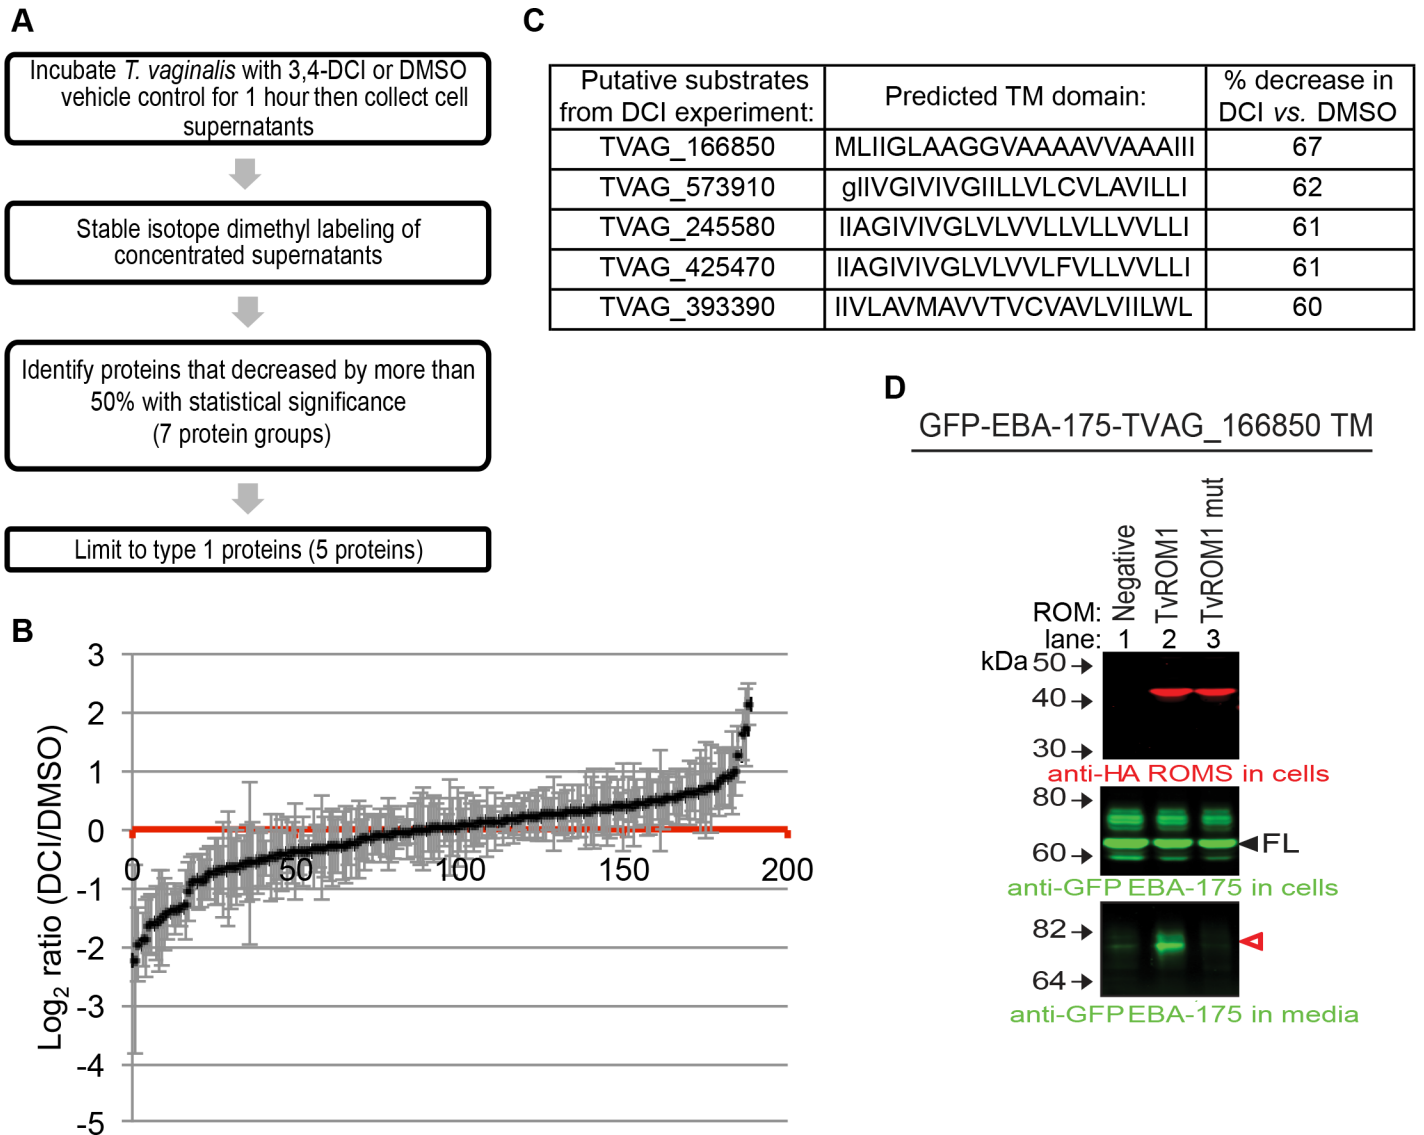 A
Incubate T. vaginalis with 3,4-DCI or DMSO
vehicle control for 1 hour then collect cell
supernatants
Stable isotope dimethyl labeling of
concentrated supernatants
Identify proteins that decreased by more than
50% with statistical significance
(7 protein groups)
Limit to type 1 proteins (5 proteins)
B
Log2 ratio (DCI/DMSO)
3
2
1
0
-1
-2
-3
-4
-5
0 50 100 150 200
C
Putative substrates from DCI experiment: Predicted TM domain: % decrease in DCI vs. DMSO
TVAG_166850 MLIIGLAAGGVAAAAVVAAAIII 67
TVAG_573910 gIIVGIVIVGIILLVLCVLAVILLI 62
TVAG_245580 IIAGIVIVGLVLVVLLVLLVVLLI 61
TVAG_425470 IIAGIVIVGLVLVVLFVLLVVLLI 61
TVAG_393390 IIVLAVMAVVTVCVAVLVIILWL 60
D
GFP-EBA-175-TVAG_166850 TM
ROM: Negative TvROM1 TvROM1 mut
lane: 1 2 3
kDa 50
40
30
anti-HA ROMS in cells
80
60 FL
anti-GFP EBA-175 in cells
82
64
anti-GFP EBA-175 in media